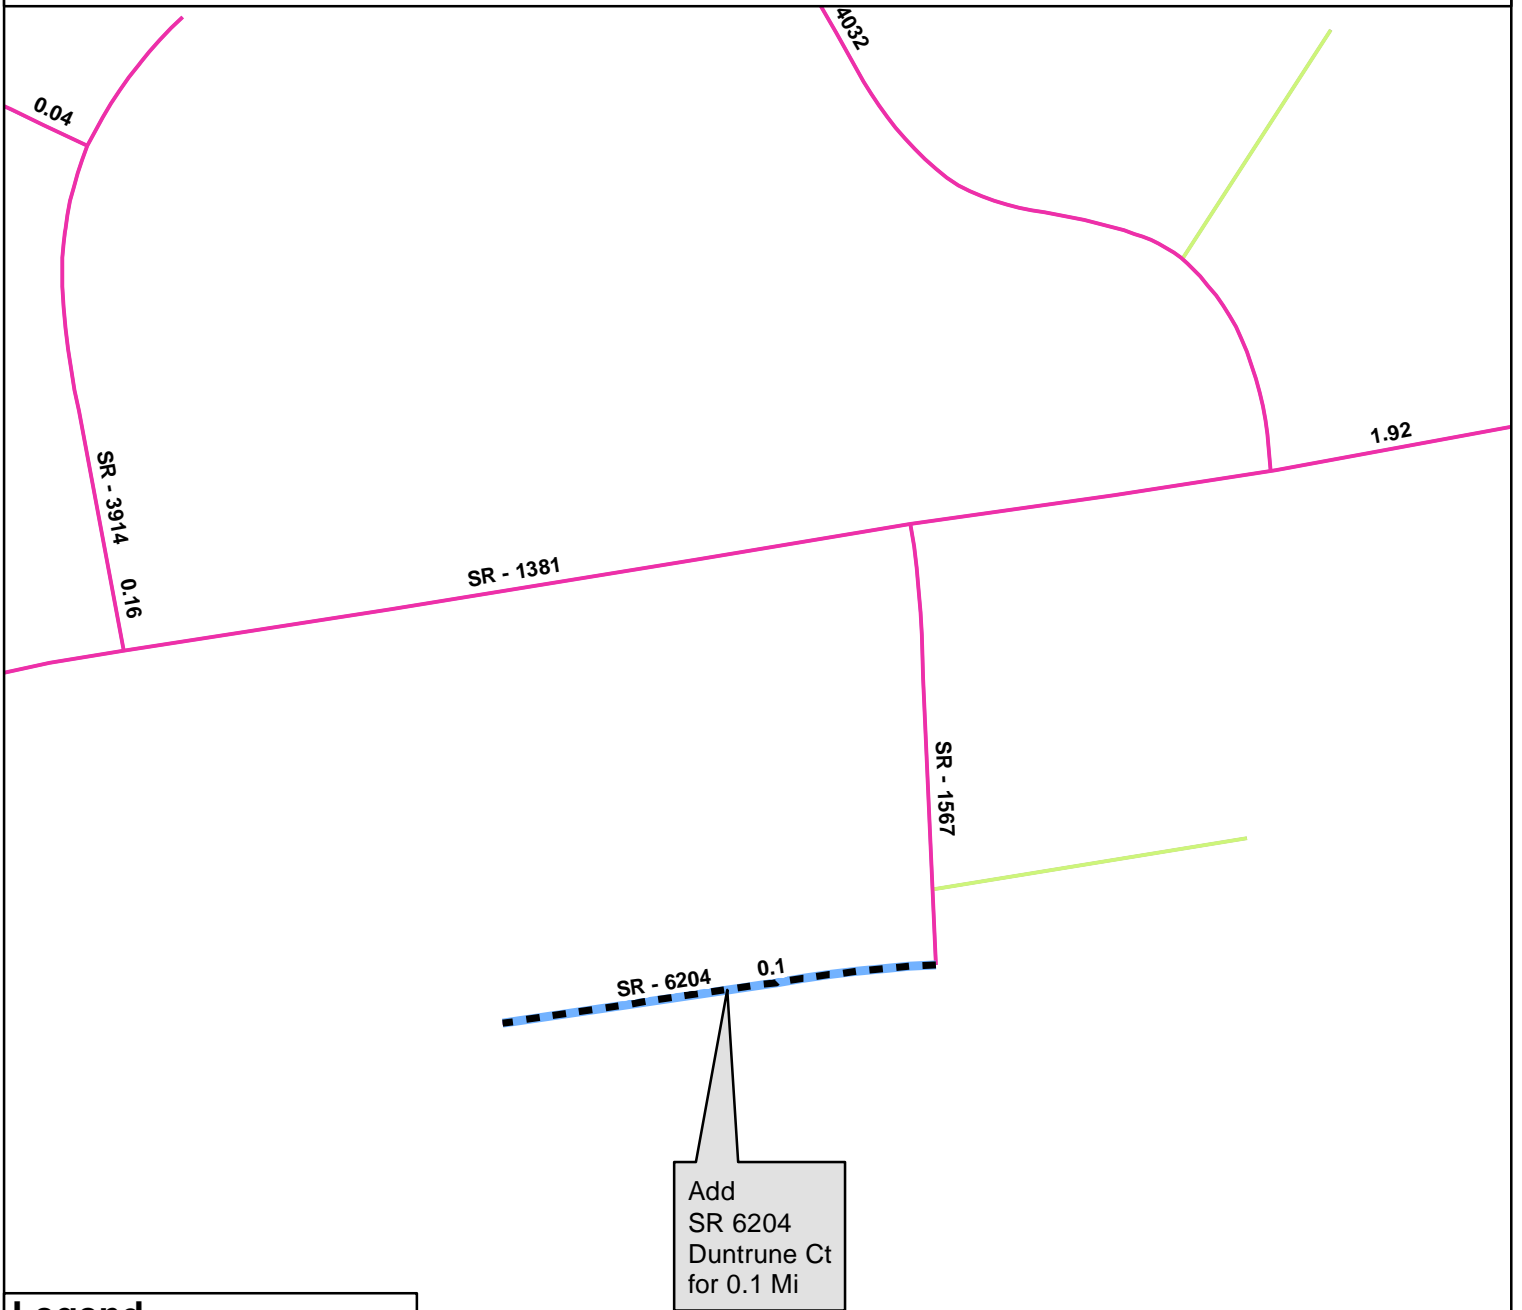 4032
0.04
1.92
SR - 3914
0.16
SR - 1381
SR - 1567
SR - 6204
0.1
Add
SR 6204
Duntrune Ct
for 0.1 Mi
Legend